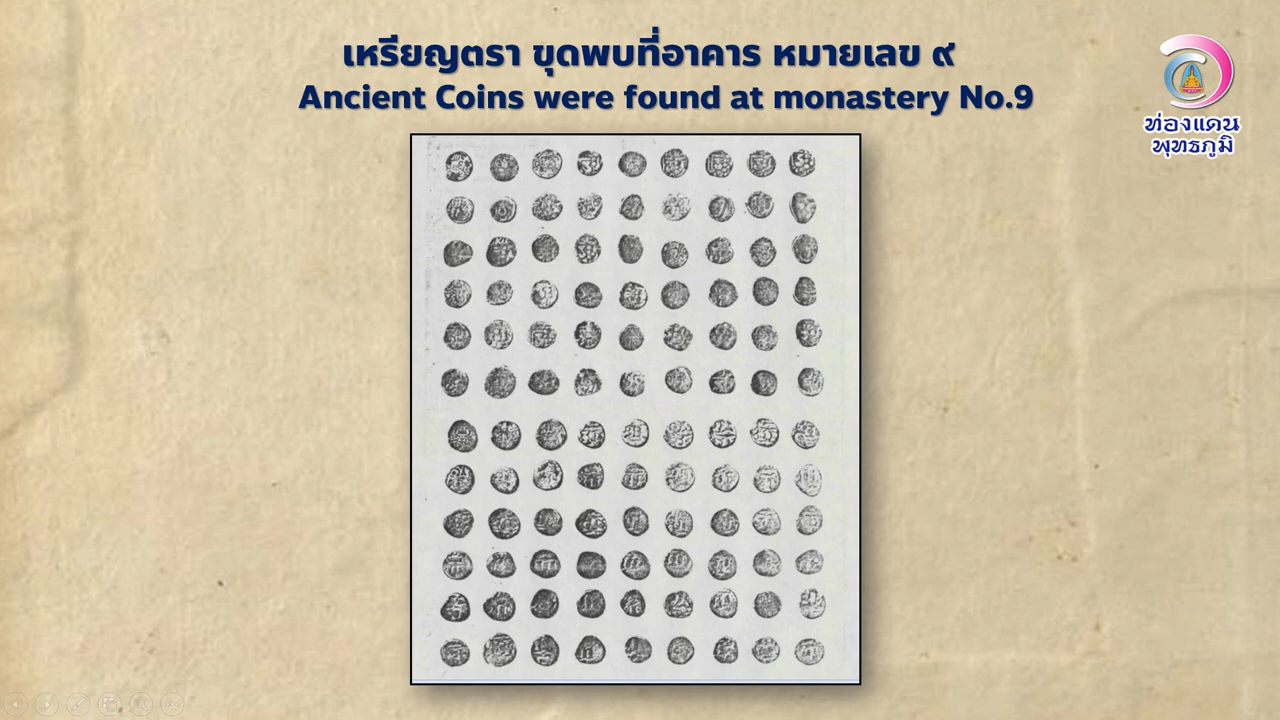 เหรียญตรา ขุดพบที่อาคาร หมายเลข ๙
Ancient Coins were found at monastery No.9
ท่องแดน
พุทธภูมิ